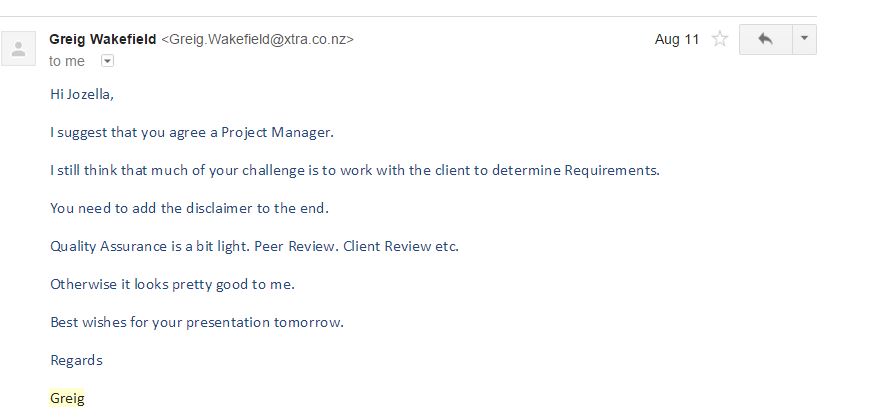 Greig Wakefield <Greig.Wakefield@xtra.co.nz> Aug 11
to me
Hi Jozella,
I suggest that you agree a Project Manager.
I still think that much of your challenge is to work with the client to determine Requirements.
You need to add the disclaimer to the end.
Quality Assurance is a bit light. Peer Review. Client Review etc.
Otherwise it looks pretty good to me.
Best wishes for your presentation tomorrow.
Regards
Greig